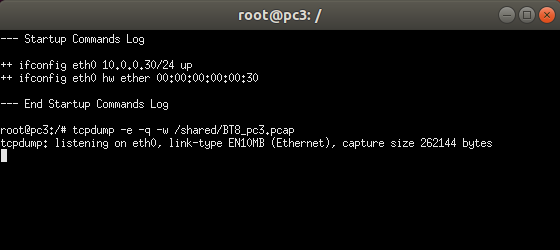 root@pc3: /
--- Startup Commands Log
++ ifconfig eth0 10.0.0.30/24 up
++ ifconfig eth0 hw ether 00:00:00:00:00:30
--- End Startup Commands Log
root@pc3:/# tcpdump -e -q -w /shared/BT8_pc3.pcap
tcpdump: listening on eth0, link-type EN10MB (Ethernet), capture size 262144 bytes